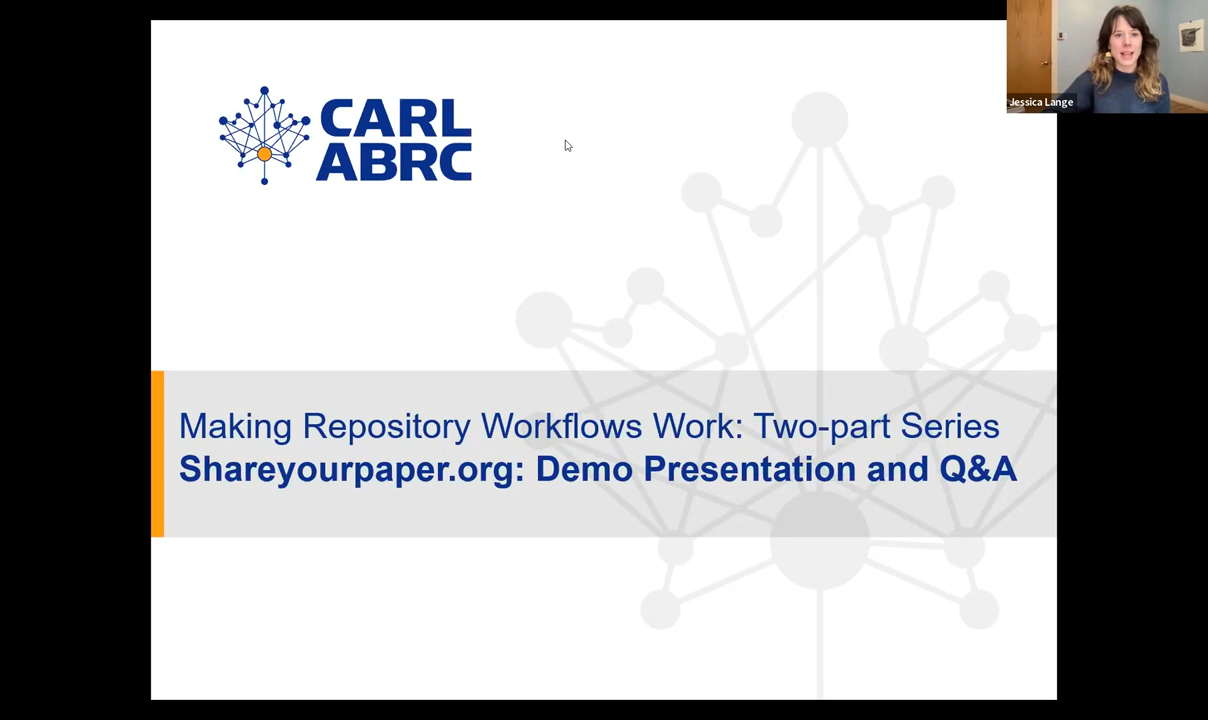 CARL
ABRC
Jessica Lange
Making Repository Workflows Work: Two-part Series
Shareyourpaper.org: Demo Presentation and Q&A